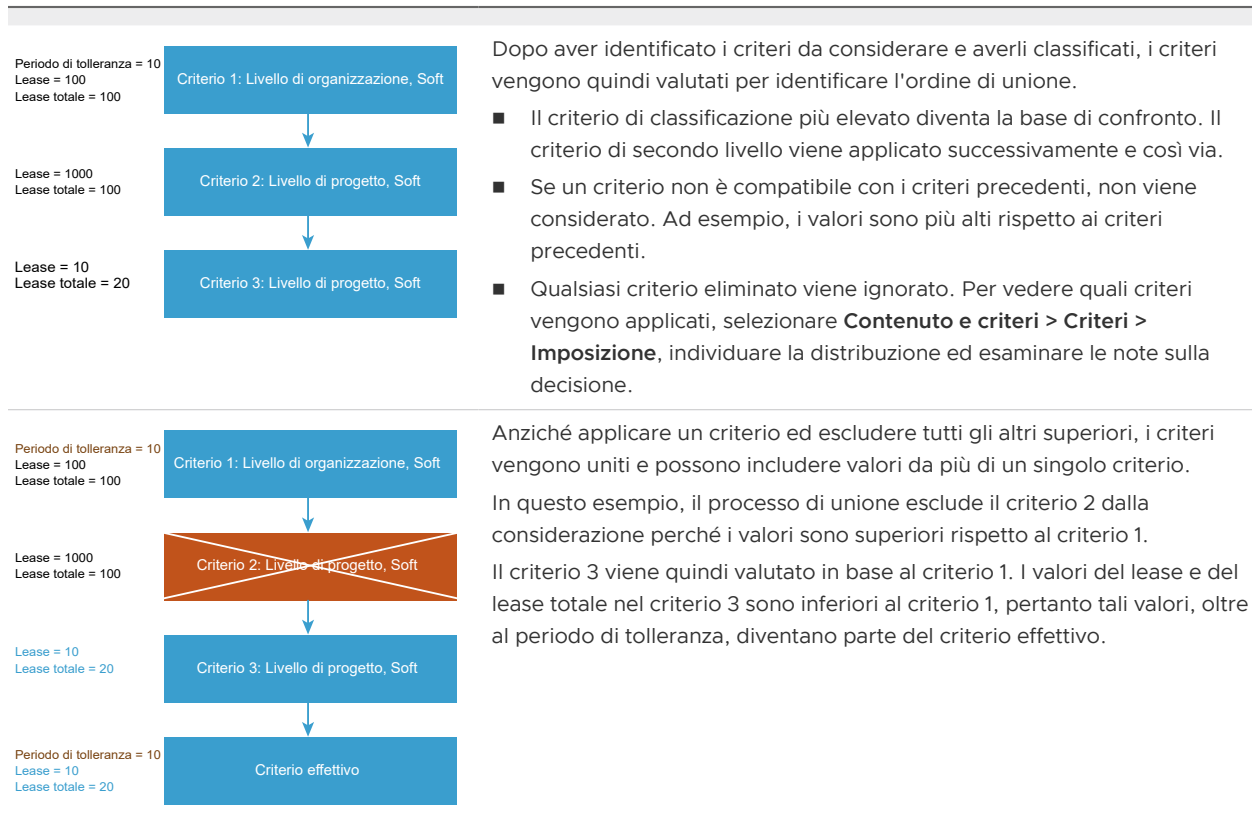 Periodo di tolleranza = 10
Lease = 100
Lease totale = 100
Criterio 1: Livello di organizzazione, Soft
Lease = 1000
Lease totale = 100
Criterio 2: Livello di progetto, Soft
Lease = 10
Lease totale = 20
Criterio 3: Livello di progetto, Soft
Dopo aver identificato i criteri da considerare e averli classificati, i criteri
vengono quindi valutati per identificare l'ordine di unione.
■ Il criterio di classificazione più elevato diventa la base di confronto. Il
criterio di secondo livello viene applicato successivamente e così via.
■ Se un criterio non è compatibile con i criteri precedenti, non viene
considerato. Ad esempio, i valori sono più alti rispetto ai criteri
precedenti.
■ Qualsiasi criterio eliminato viene ignorato. Per vedere quali criteri
vengono applicati, selezionare Contenuto e criteri > Criteri >
Imposizione, individuare la distribuzione ed esaminare le note sulla
decisione.
Periodo di tolleranza = 10
Lease = 100
Lease totale = 100
Criterio 1: Livello di organizzazione, Soft
Lease = 1000
Lease totale = 100
Criterio 2: Livello di progetto, Soft
Lease = 10
Lease totale = 20
Criterio 3: Livello di progetto, Soft
Periodo di tolleranza = 10
Lease = 10
Lease totale = 20
Criterio effettivo
Anziché applicare un criterio ed escludere tutti gli altri superiori, i criteri
vengono uniti e possono includere valori da più di un singolo criterio.
In questo esempio, il processo di unione esclude il criterio 2 dalla
considerazione perché i valori sono superiori rispetto al criterio 1.
Il criterio 3 viene quindi valutato in base al criterio 1. I valori del lease e del
lease totale nel criterio 3 sono inferiori al criterio 1, pertanto tali valori, oltre
al periodo di tolleranza, diventano parte del criterio effettivo.